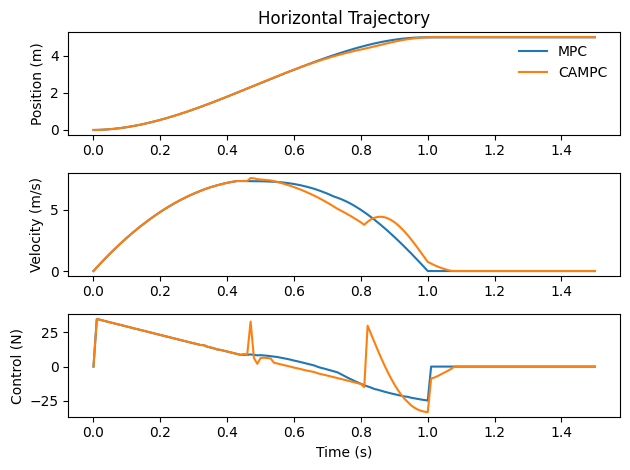 Horizontal Trajectory
Position (m)
4
2
0
MPC
CAMPC
0.0 0.2 0.4 0.6 0.8 1.0 1.2 1.4
Velocity (m/s)
5
0
0.0 0.2 0.4 0.6 0.8 1.0 1.2 1.4
Control (N)
25
0
−25
0.0 0.2 0.4 0.6 0.8 1.0 1.2 1.4
Time (s)